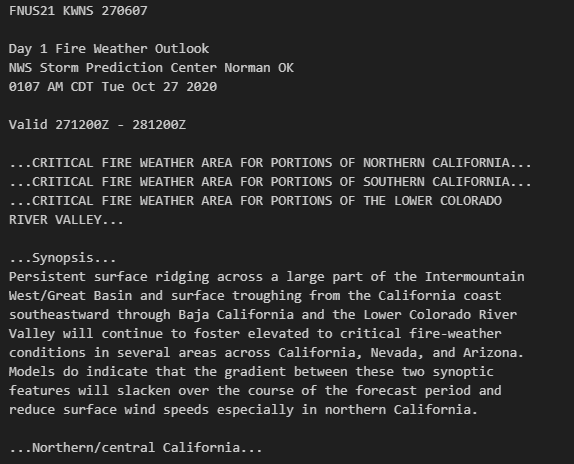 FNUS21 KWNS 270607
Day 1 Fire Weather Outlook
NWS Storm Prediction Center Norman OK
0107 AM CDT Tue Oct 27 2020
Valid 271200Z - 281200Z
...CRITICAL FIRE WEATHER AREA FOR PORTIONS OF NORTHERN CALIFORNIA...
...CRITICAL FIRE WEATHER AREA FOR PORTIONS OF SOUTHERN CALIFORNIA...
...CRITICAL FIRE WEATHER AREA FOR PORTIONS OF THE LOWER COLORADO
RIVER VALLEY...
...Synopsis...
Persistent surface ridging across a large part of the Intermountain
West/Great Basin and surface troughing from the California coast
southeastward through Baja California and the Lower Colorado River
Valley will continue to foster elevated to critical fire-weather
conditions in several areas across California, Nevada, and Arizona.
Models do indicate that the gradient between these two synoptic
features will slacken over the course of the forecast period and
reduce surface wind speeds especially in northern California.
...Northern/central California...